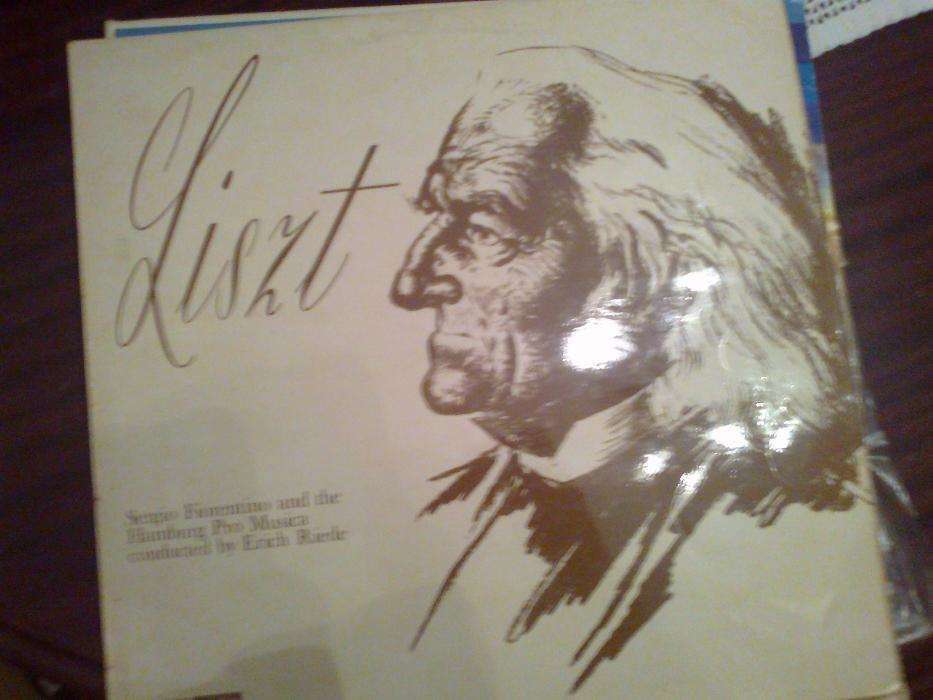 Liszt
Sergio Fiorentino and the
Hamburg Pro Musica
conducted by Erich Riede